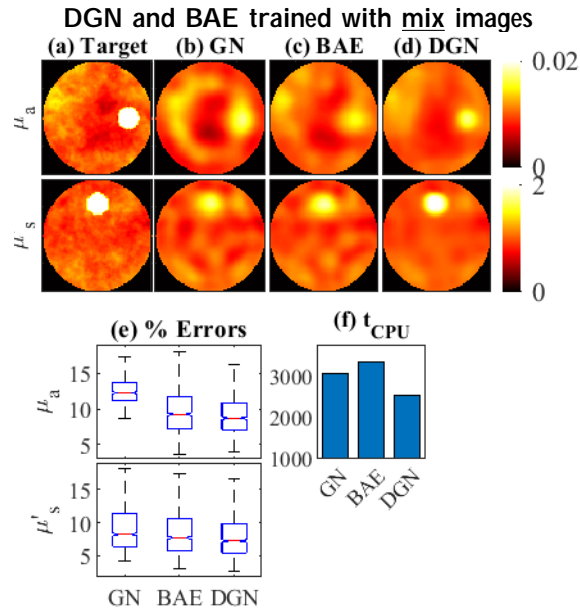 DGN and BAE trained with mix images
(a) Target (b) GN (c) BAE (d) DGN
μa
0.02
0
μ's
2
0
(e) % Errors
μa
15
10
5
μ's
15
10
5
GN BAE DGN
(f) tCPU
3000
2000
1000
GN BAE DGN